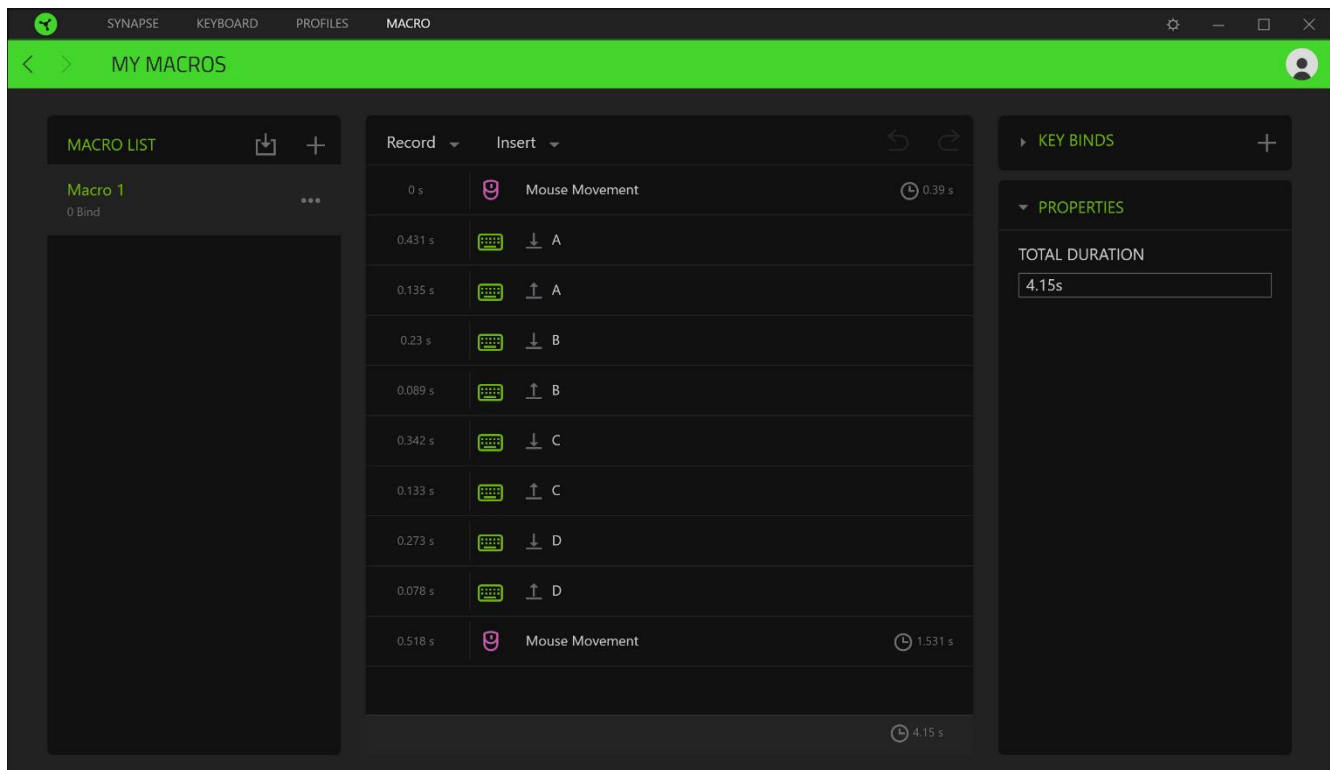 SYNAPSE KEYBOARD PROFILES MACRO
MY MACROS
MACRO LIST
Macro 1
0 Bind
Record Insert
0 s Mouse Movement 0.39 s
0.431 s A
0.135 s A
0.23 s B
0.089 s B
0.342 s C
0.133 s C
0.273 s D
0.078 s D
0.518 s Mouse Movement 1.531 s
4.15 s
KEY BINDS
PROPERTIES
TOTAL DURATION
4.15s